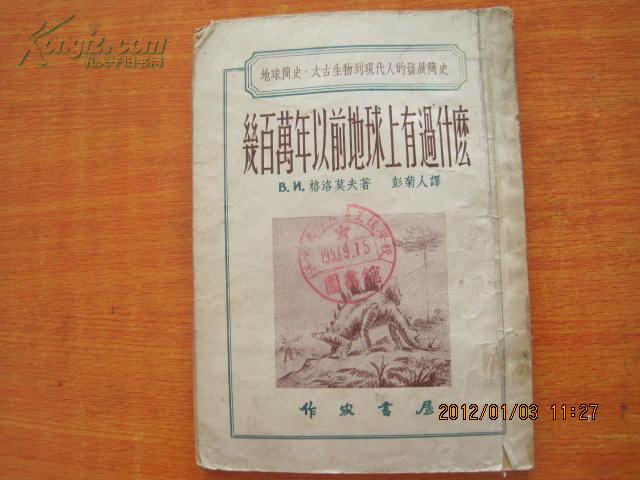 Kongfz.com
孔夫子旧书网
地球簡史·太古生物到現代人的發展簡史
幾百萬年以前地球上有過什麽
В. И. 格洛莫夫著 彭菊人譯
1953.9.15
圖書館
作家書屋
2012/01/03 11:27